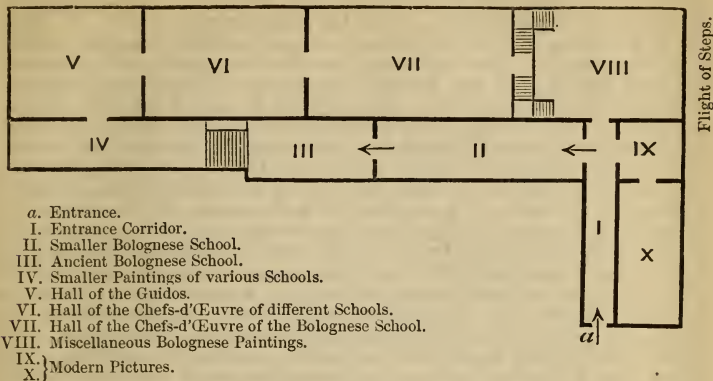 V
VI
VII
VIII
Flight of Steps.
IV
III
II
IX
I
X
a
a. Entrance.
I. Entrance Corridor.
II. Smaller Bolognese School.
III. Ancient Bolognese School.
IV. Smaller Paintings of various Schools.
V. Hall of the Guidos.
VI. Hall of the Chefs-d'Œuvre of different Schools.
VII. Hall of the Chefs-d'Œuvre of the Bolognese School.
VIII. Miscellaneous Bolognese Paintings.
IX.
X. } Modern Pictures.